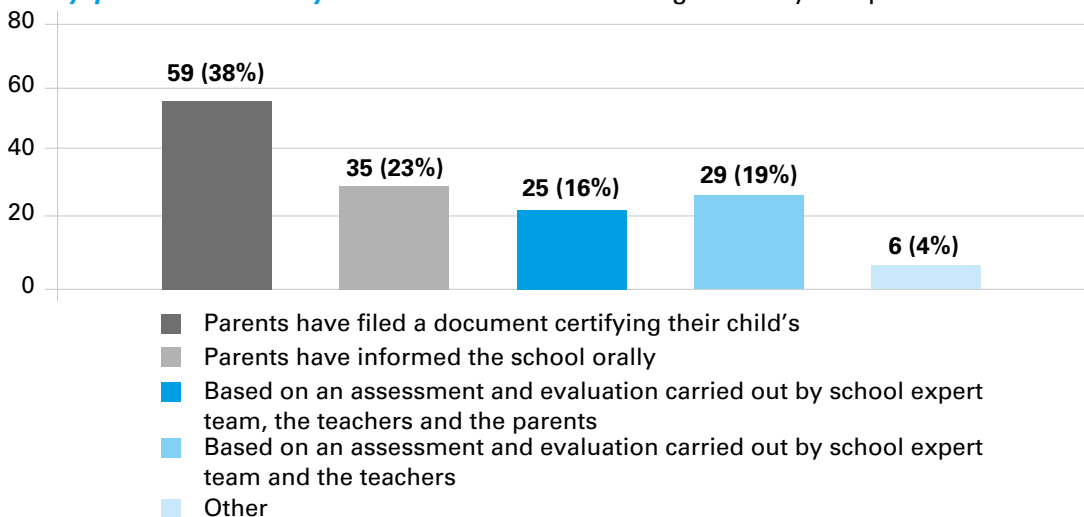 80
60
40
20
0
59 (38%)
35 (23%)
25 (16%)
29 (19%)
6 (4%)
Parents have filed a document certifying their child's
Parents have informed the school orally
Based on an assessment and evaluation carried out by school expert
team, the teachers and the parents
Based on an assessment and evaluation carried out by school expert
team and the teachers
Other